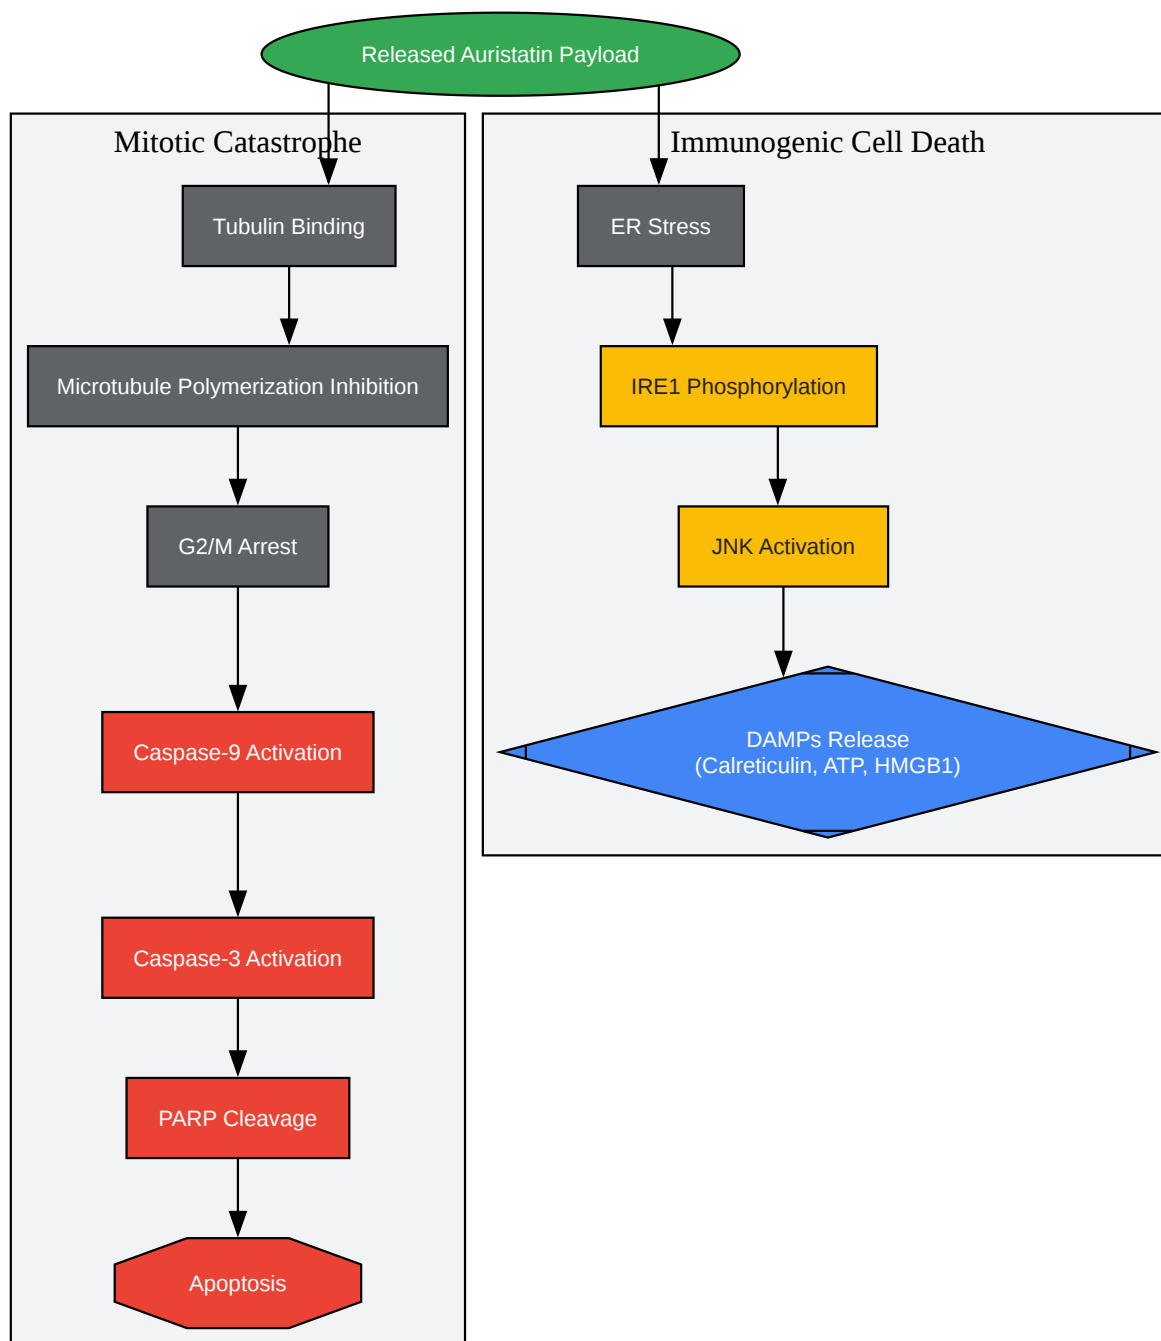 Released Auristatin Payload
Mitotic Catastrophe
Tubulin Binding
Microtubule Polymerization Inhibition
G2/M Arrest
Caspase-9 Activation
Caspase-3 Activation
PARP Cleavage
Apoptosis
Immunogenic Cell Death
ER Stress
IRE1 Phosphorylation
JNK Activation
DAMPs Release
(Calreticulin, ATP, HMGB1)